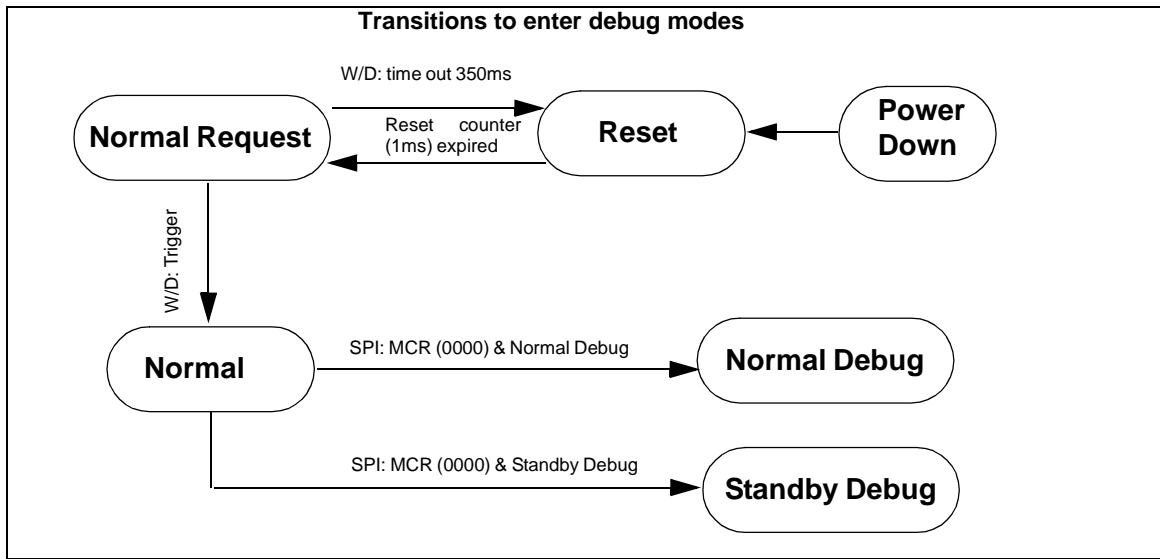 Transitions to enter debug modes
W/D: time out 350ms
Normal Request
Reset counter
(1ms) expired
Reset
Power
Down
W/D: Trigger
Normal
SPI: MCR (0000) & Normal Debug
Normal Debug
SPI: MCR (0000) & Standby Debug
Standby Debug